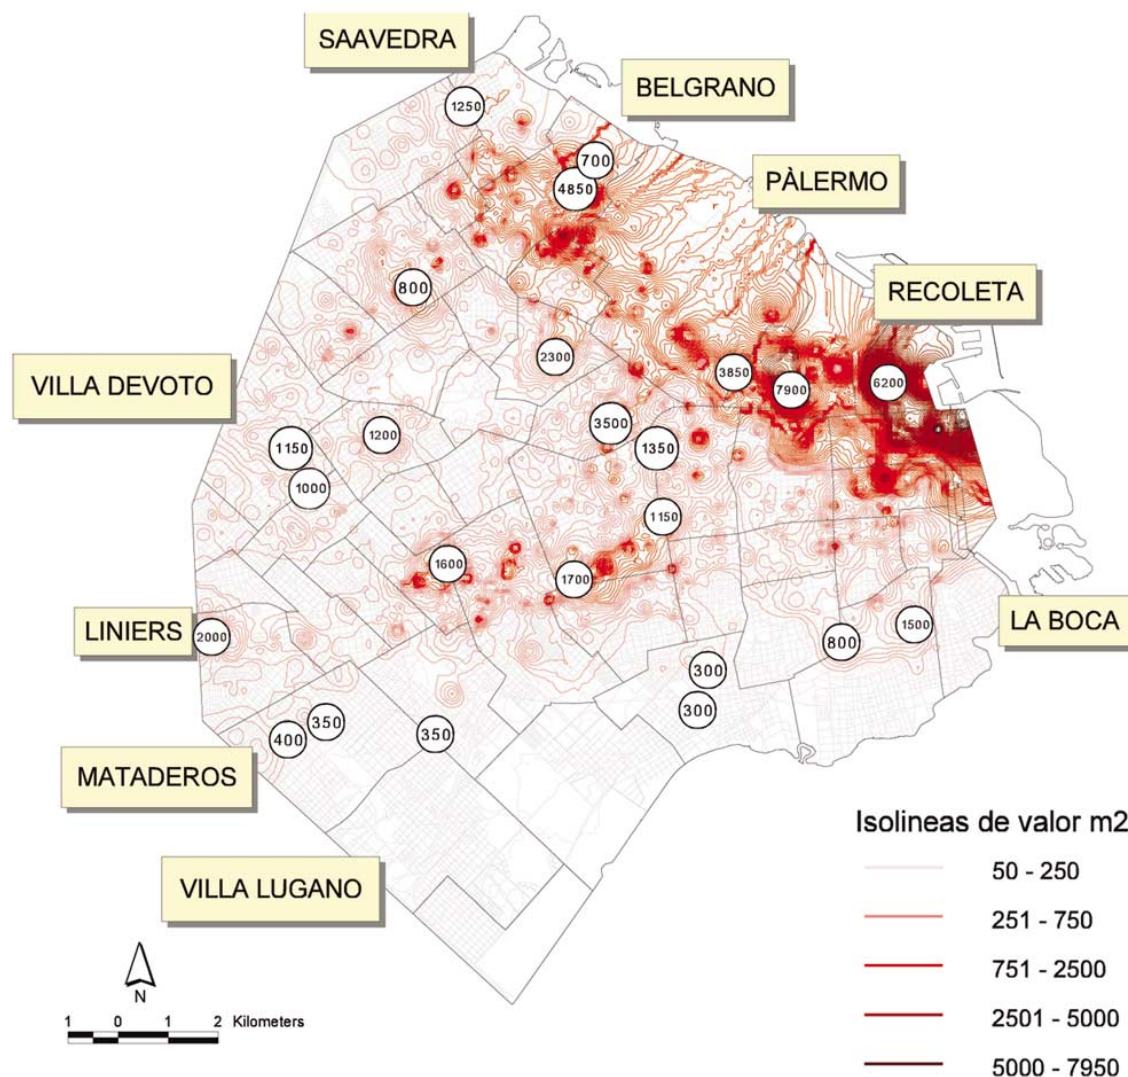 SAAVEDRA
BELGRANO
1250
700
PÀLERMO
4850
RECOLETA
800
2300
VILLA DEVOTO
3850
7900
6200
3500
1200
1350
1150
1000
1150
1600
1700
LINIERS
2000
1500
LA BOCA
800
300
300
350
400
350
MATADEROS
Isolineas de valor m2
50 - 250
VILLA LUGANO
251 - 750
751 - 2500
N
1 0 1 2 Kilometers
2501 - 5000
5000 - 7950